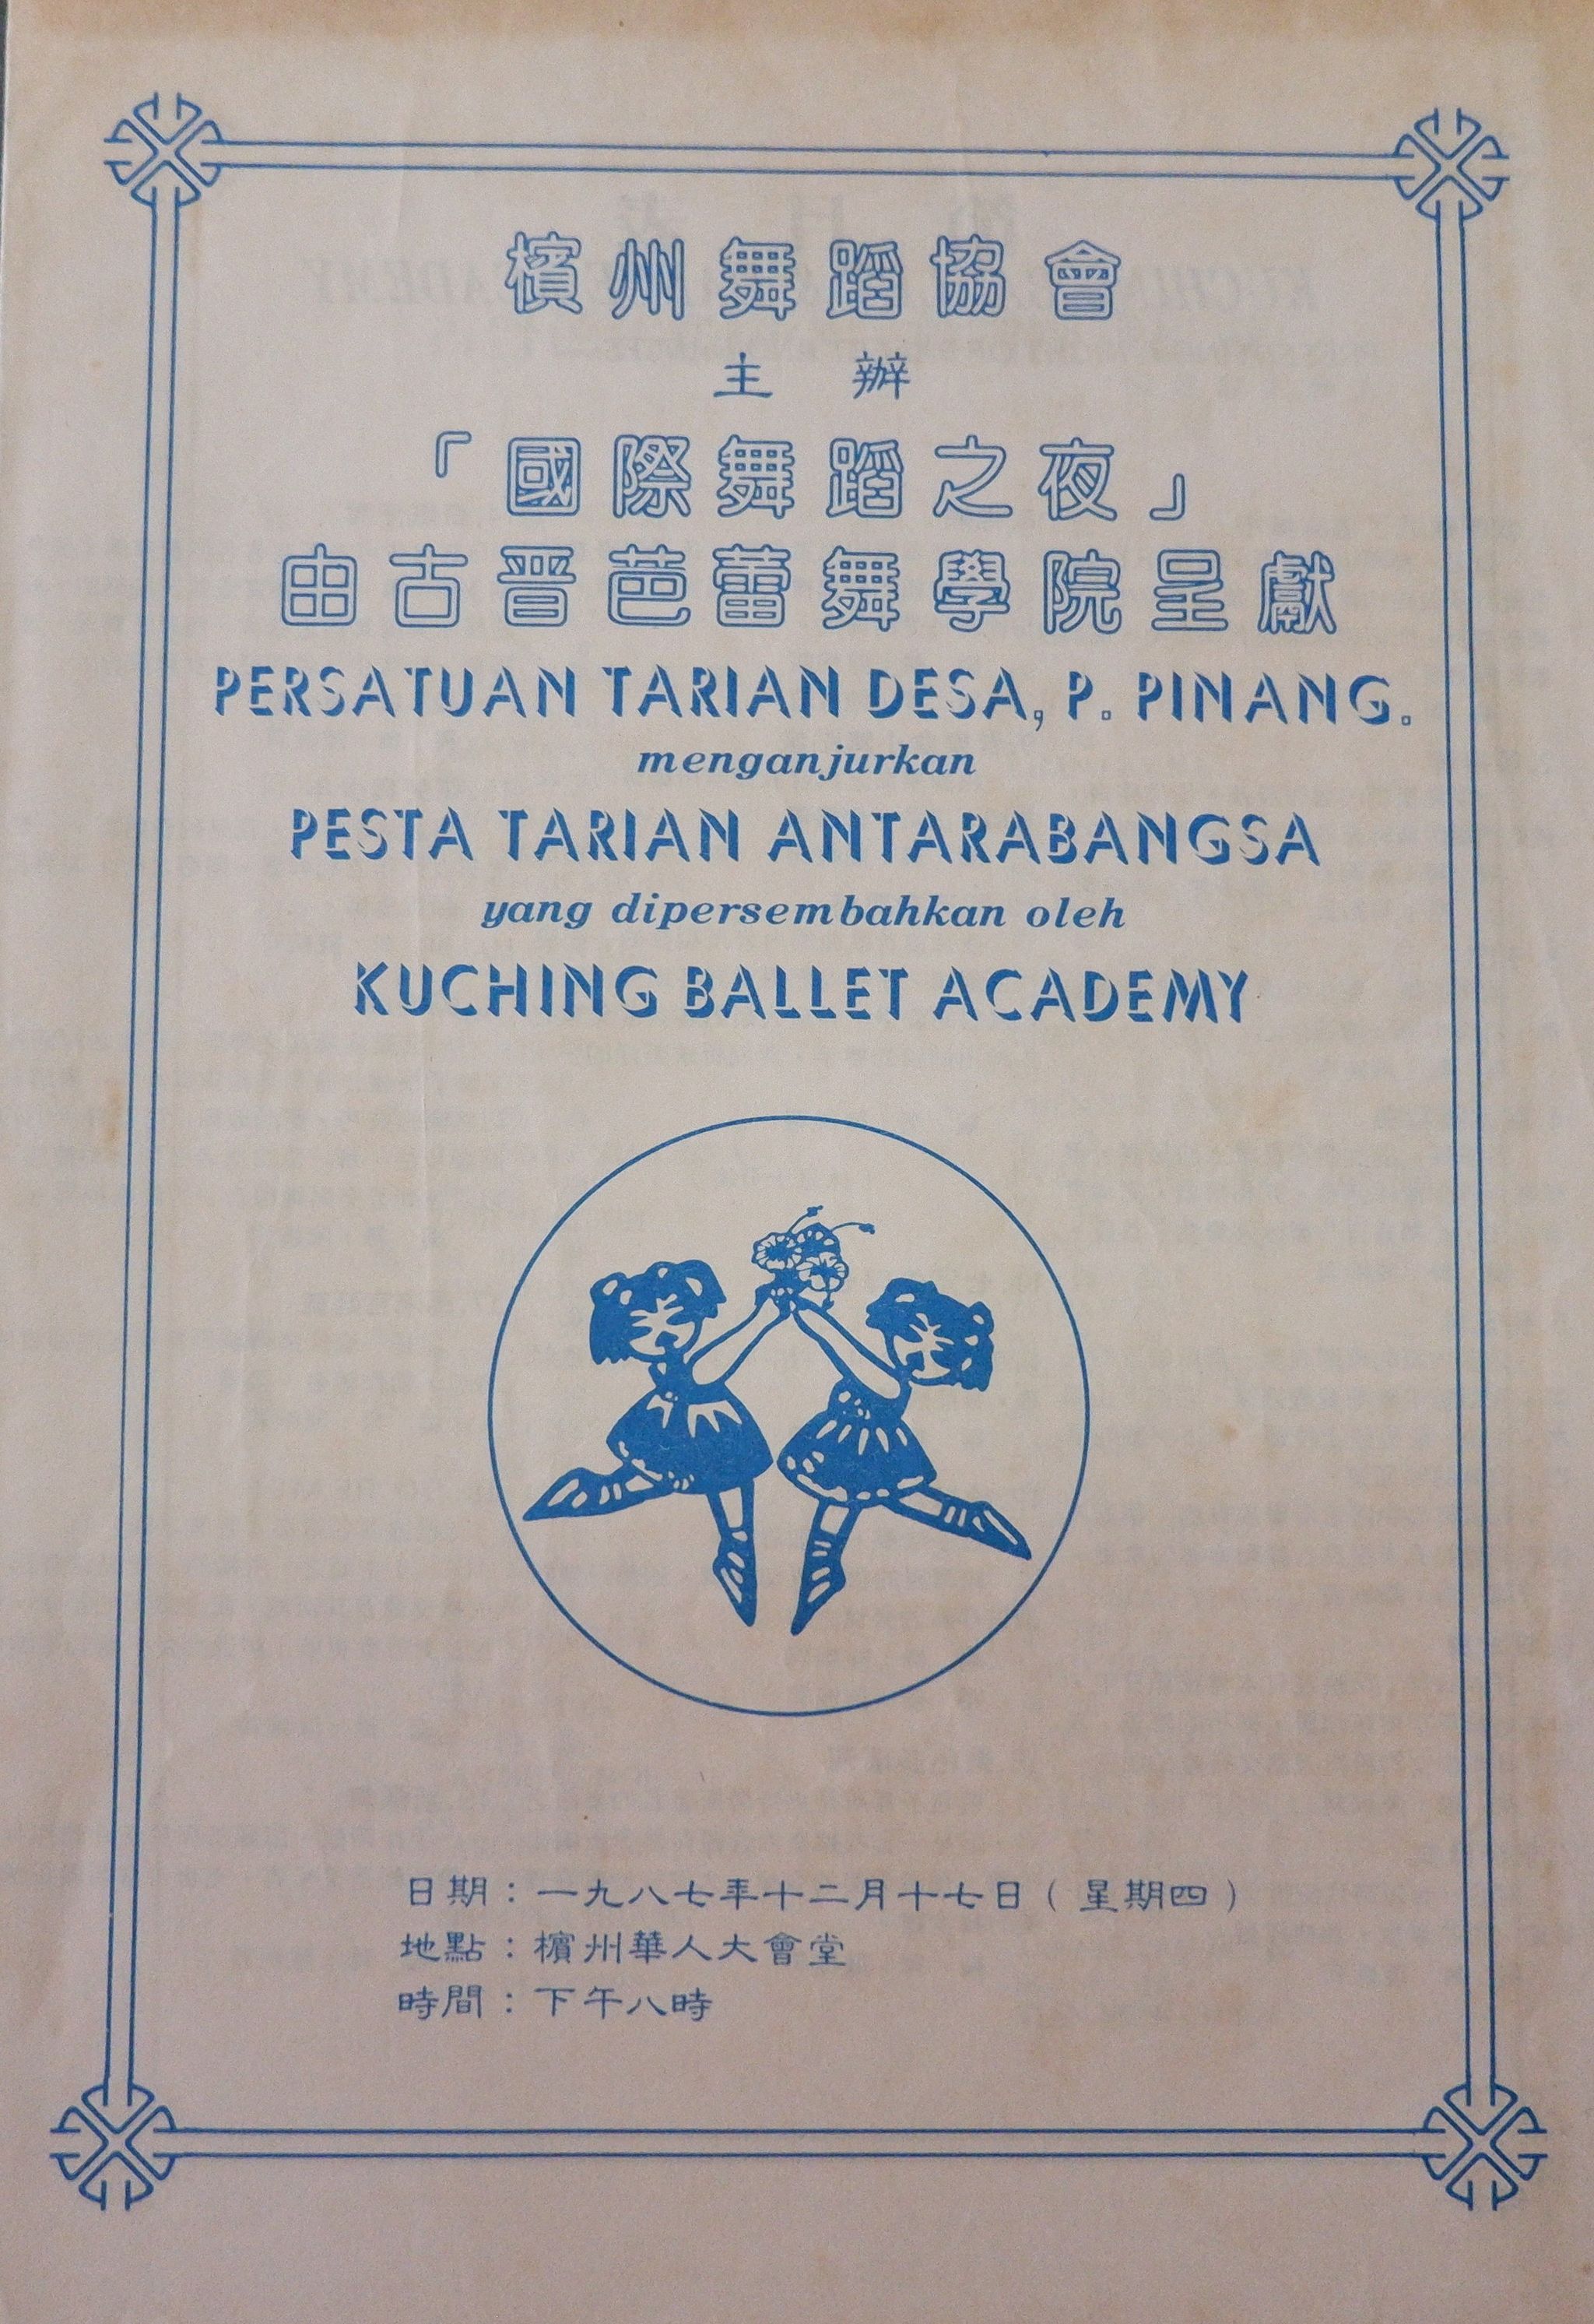 檳州舞蹈協會
主辦
「國際舞蹈之夜」
由古晋芭蕾舞學院呈獻
PERSATUAN TARIAN DESA, P. PINANG.
menganjurkan
PESTA TARIAN ANTARABANGSA
yang dipersembahkan oleh
KUCHING BALLET ACADEMY
日期：一九八七年十二月十七日（星期四）
地點：檳州華人大會堂
時間：下午八時